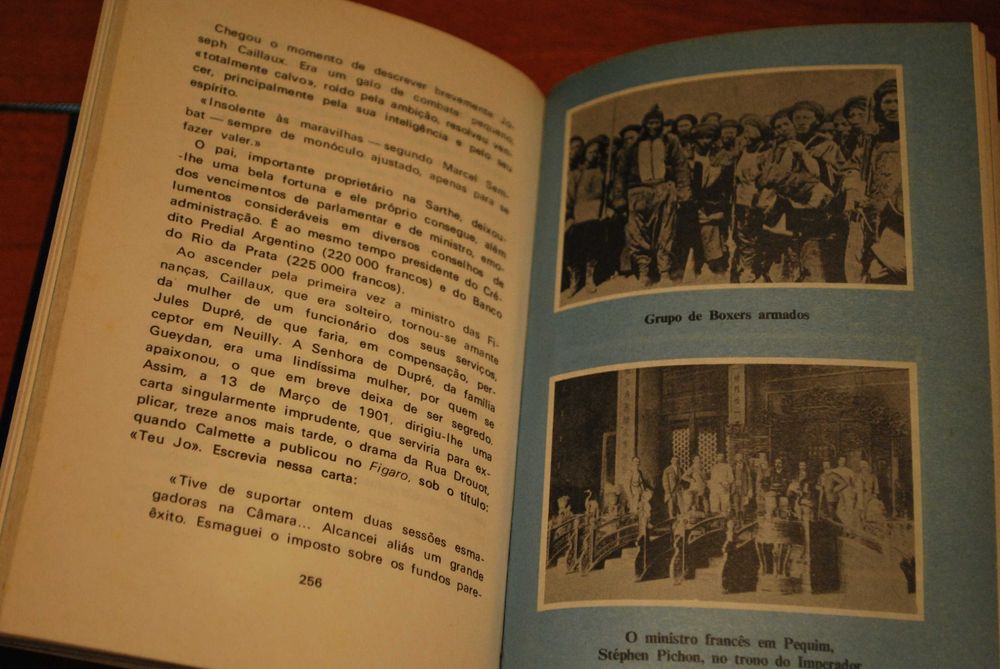 Chegou o momento de descrever brevemente Jo-
seph Caillaux. Era um galo de combate pequeno,
«totalmente calvo», roído pela ambição, resolveu ven-
cer, principalmente pela sua inteligência e pelo seu
espírito.
«Insolente às maravilhas — segundo Marcel Sem-
bat — sempre de monóculo ajustado, apenas para se
fazer valer.»
O pai, importante proprietário na Sarthe, deixou-
-lhe uma bela fortuna e ele próprio consegue, além
dos vencimentos de parlamentar e de ministro, emo-
lumentos consideráveis em diversos conselhos de
administração. É ao mesmo tempo presidente do Cré-
dito Predial Argentino (220 000 francos) e do Banco
do Rio da Prata (225 000 francos).
Ao ascender pela primeira vez a ministro das Fi-
nanças, Caillaux, que era solteiro, tornou-se amante
da mulher de um funcionário dos seus serviços,
Jules Dupré, de que faria, em compensação, per-
ceptor em Neuilly. A Senhora de Dupré, da família
Gueydan, era uma lindíssima mulher, por quem se
apaixonou, o que em breve deixa de ser segredo.
Assim, a 13 de Março de 1901, dirigiu-lhe uma
carta singularmente imprudente, que serviria para ex-
plicar, treze anos mais tarde, o drama da Rua Drouot,
quando Calmette a publicou no Figaro, sob o título:
«Teu Jo». Escrevia nessa carta:
«Tive de suportar ontem duas sessões esma-
gadoras na Câmara... Alcancei aliás um grande
êxito. Esmaguei o imposto sobre os fundos pare-
256
Grupo de Boxers armados
O ministro francês em Pequim,
Stéphen Pichon, no trono do Imperador